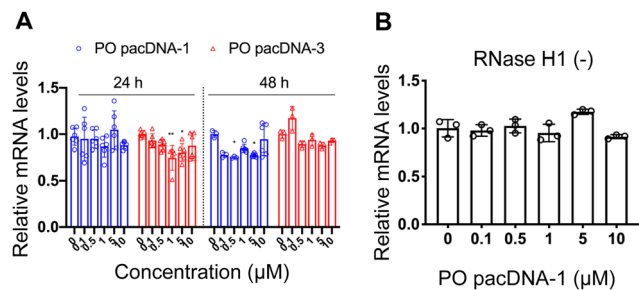 A
PO pacDNA-1 PO pacDNA-3
24 h 48 h
Relative mRNA levels
1.5
1.0
0.5
0.0
** * * *
0 0.1 0.5 1 5 10 0 0.1 0.5 1 5 10 0 0.1 0.5 1 5 10 0 0.1 0.5 1 5 10
Concentration (µM)
B
RNase H1 (-)
Relative mRNA levels
1.5
1.0
0.5
0.0
0 0.1 0.5 1 5 10
PO pacDNA-1 (µM)